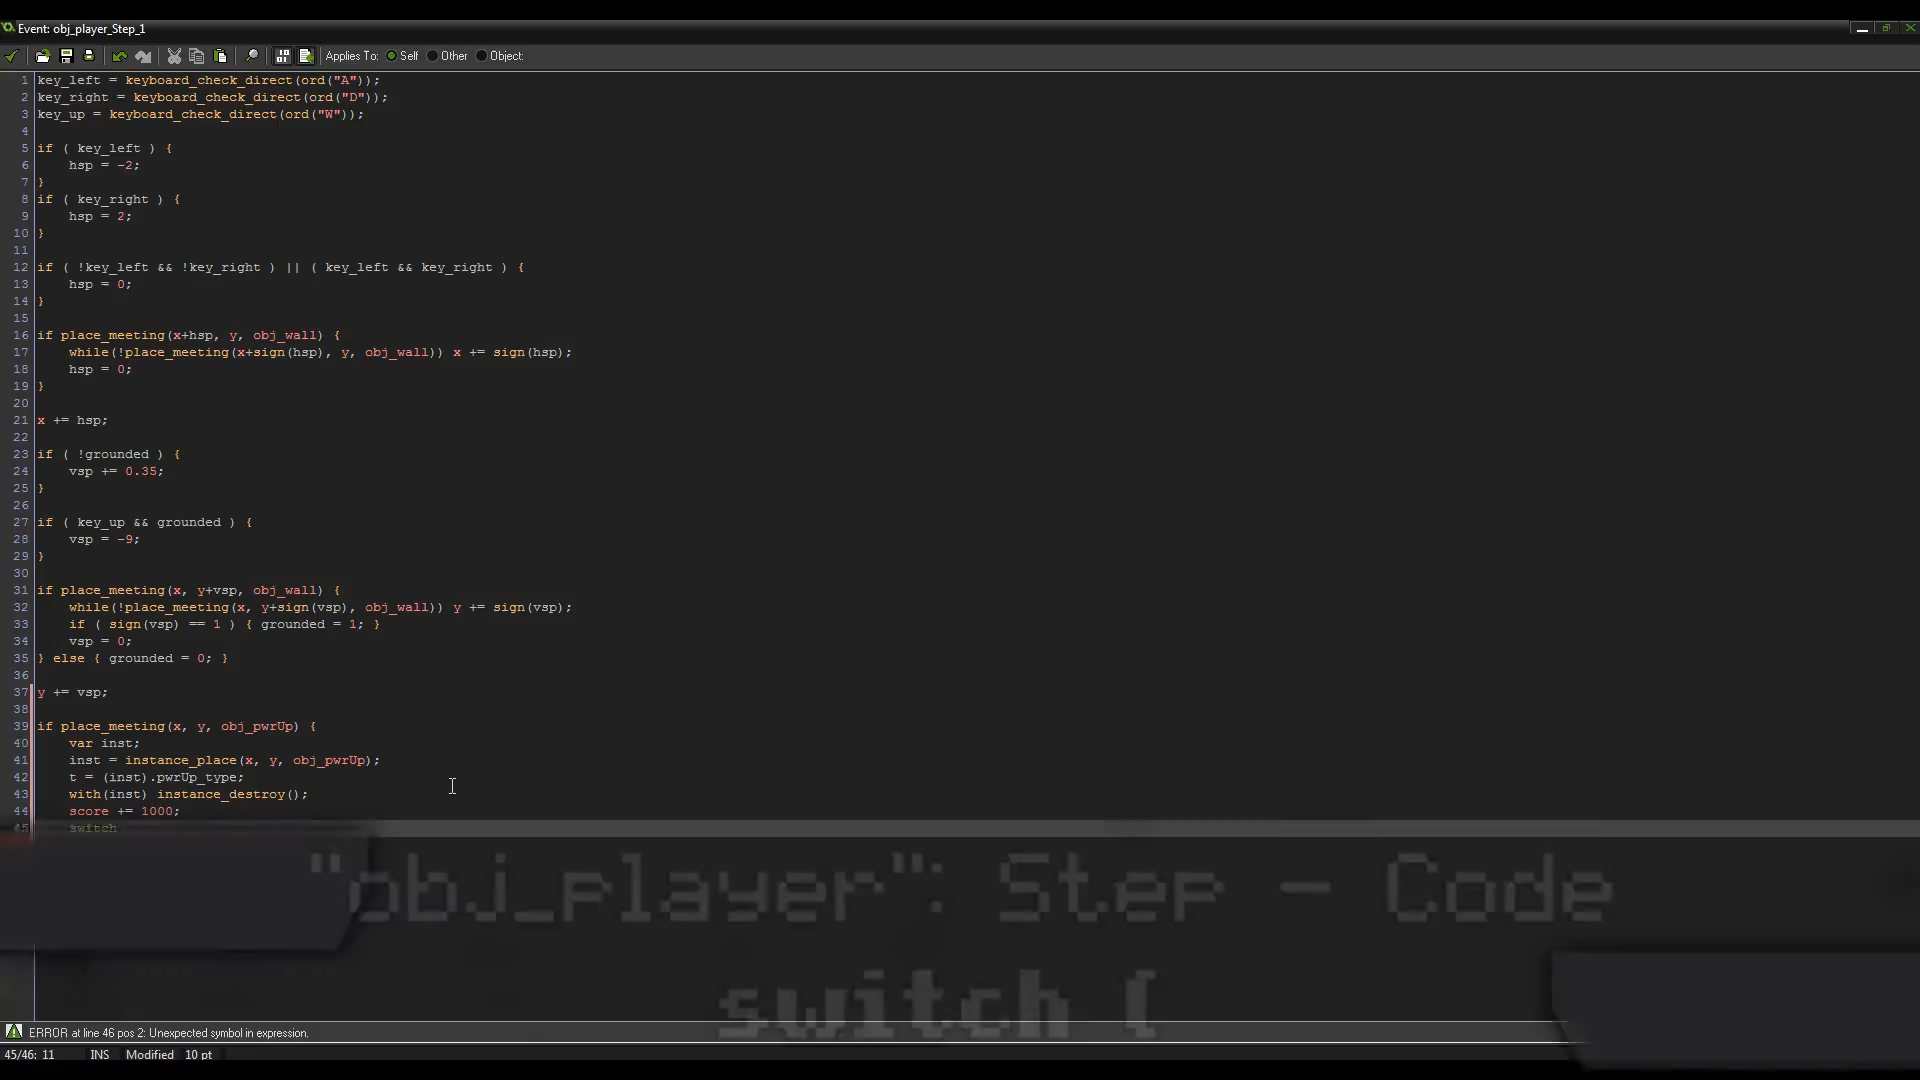 Event: obj_player_Step_1
Applies To: Self Other Object:
1 key_left = keyboard_check_direct(ord("A"));
2 key_right = keyboard_check_direct(ord("D"));
3 key_up = keyboard_check_direct(ord("W"));
4
5 if ( key_left ) {
6 hsp = -2;
7 }
8 if ( key_right ) {
9 hsp = 2;
10 }
11
12 if ( !key_left && !key_right ) || ( key_left && key_right ) {
13 hsp = 0;
14 }
15
16 if place_meeting(x+hsp, y, obj_wall) {
17 while(!place_meeting(x+sign(hsp), y, obj_wall)) x += sign(hsp);
18 hsp = 0;
19 }
20
21 x += hsp;
22
23 if ( !grounded ) {
24 vsp += 0.35;
25 }
26
27 if ( key_up && grounded ) {
28 vsp = -9;
29 }
30
31 if place_meeting(x, y+vsp, obj_wall) {
32 while(!place_meeting(x, y+sign(vsp), obj_wall)) y += sign(vsp);
33 if ( sign(vsp) == 1 ) { grounded = 1; }
34 vsp = 0;
35 } else { grounded = 0; }
36
37 y += vsp;
38
39 if place_meeting(x, y, obj_pwrUp) {
40 var inst;
41 inst = instance_place(x, y, obj_pwrUp);
42 t = (inst).pwrUp_type;
43 with(inst) instance_destroy();
44 score += 1000;
45 switch
"obj_player": Step - Code
switch (
ERROR at line 46 pos 2: Unexpected symbol in expression.
45/46: 11 INS Modified 10 pt